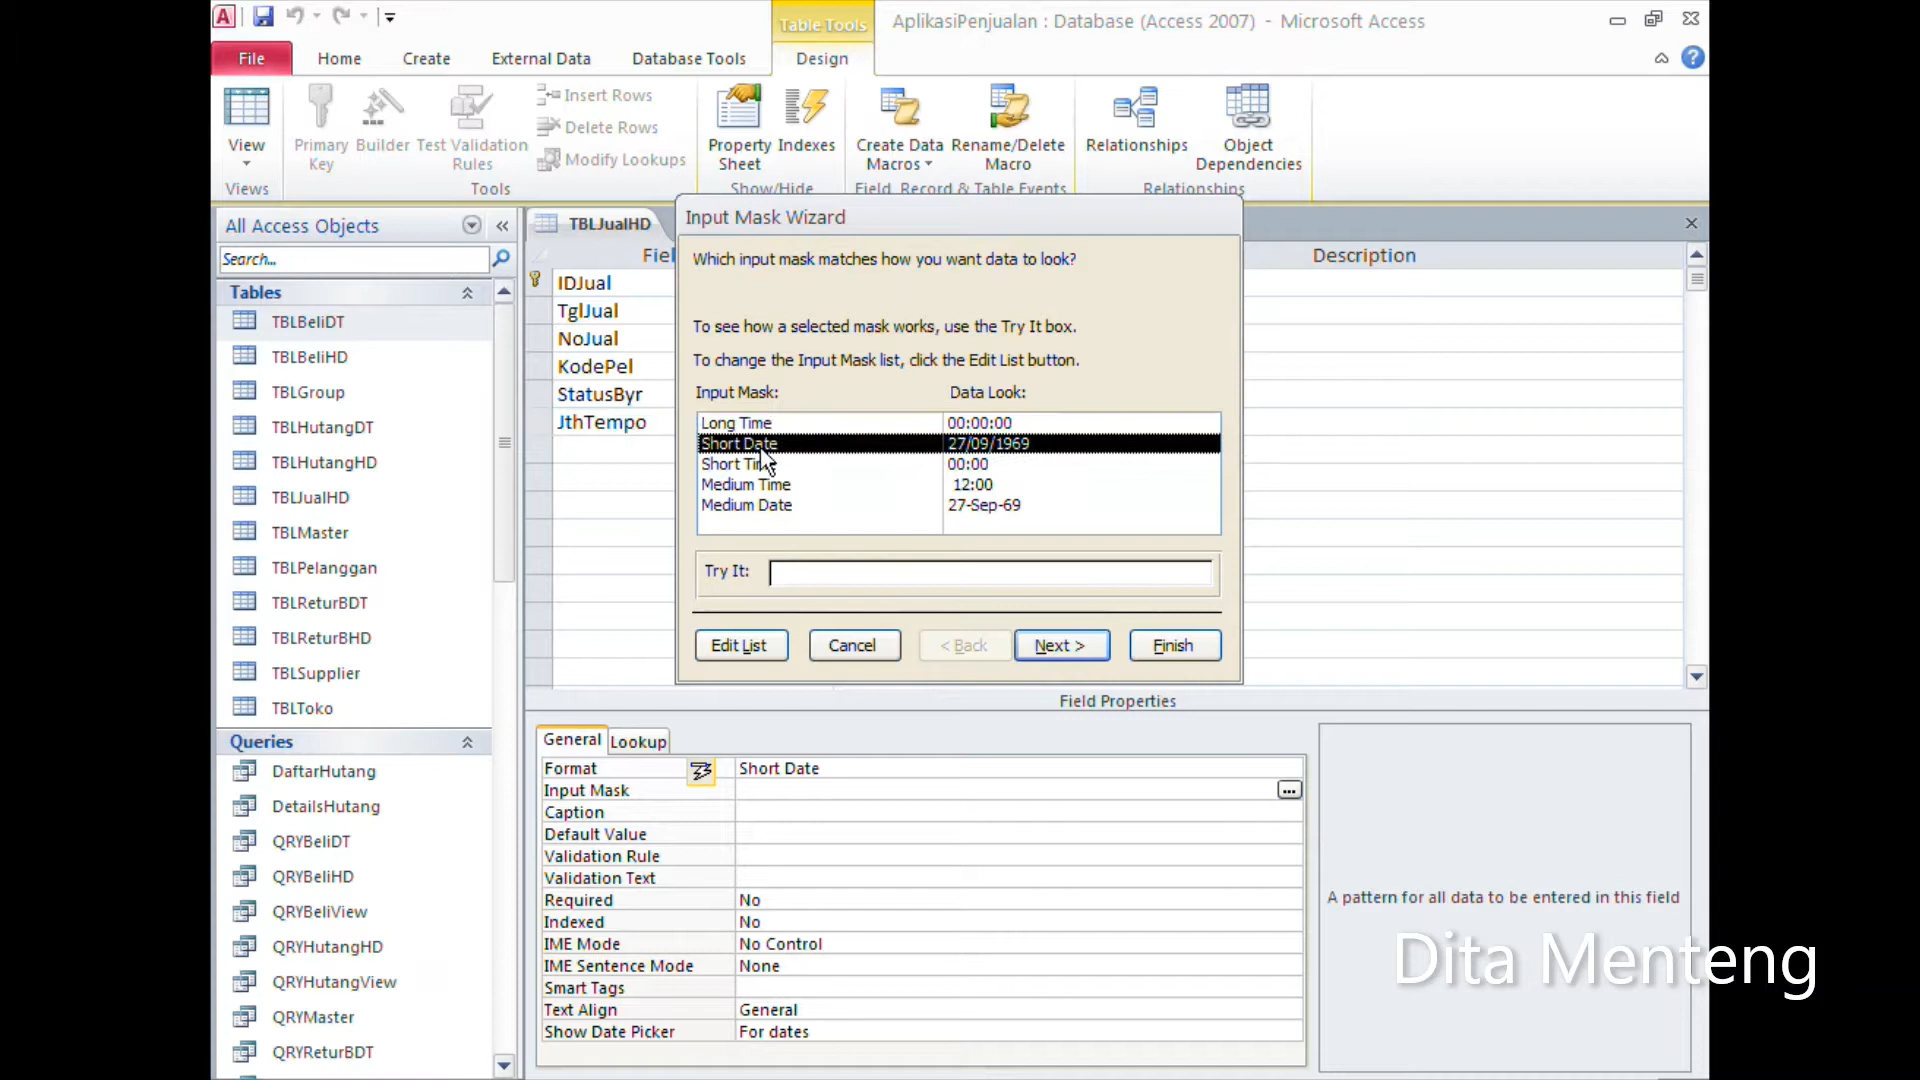 A
AplikasiPenjualan : Database (Access 2007) - Microsoft Access
Table Tools
File
Home
Create
External Data
Database Tools
Design
View
Primary Key
Builder
Test Validation Rules
Insert Rows
Delete Rows
Modify Lookups
Property Sheet
Indexes
Create Data Macros
Rename/Delete Macro
Relationships
Object Dependencies
Views
Tools
Show/Hide
Field, Record & Table Events
Relationships
All Access Objects
Search...
Tables
TBLBeliDT
TBLBeliHD
TBLGroup
TBLHutangDT
TBLHutangHD
TBLJualHD
TBLMaster
TBLPelanggan
TBLReturBDT
TBLReturBHD
TBLSupplier
TBLToko
Queries
DaftarHutang
DetailsHutang
QRYBeliDT
QRYBeliHD
QRYBeliView
QRYHutangHD
QRYHutangView
QRYMaster
QRYReturBDT
TBLJualHD
Fiel
Description
IDJual
TglJual
NoJual
KodePel
StatusByr
JthTempo
Input Mask Wizard
Which input mask matches how you want data to look?
To see how a selected mask works, use the Try It box.
To change the Input Mask list, click the Edit List button.
Input Mask: Data Look:
Long Time 00:00:00
Short Date 27/09/1969
Short Time 00:00
Medium Time 12:00
Medium Date 27-Sep-69
Try It:
Edit List
Cancel
< Back
Next >
Finish
Field Properties
General
Lookup
Format Short Date
Input Mask ...
Caption
Default Value
Validation Rule
Validation Text
Required No
Indexed No
IME Mode No Control
IME Sentence Mode None
Smart Tags
Text Align General
Show Date Picker For dates
A pattern for all data to be entered in this field
Dita Menteng